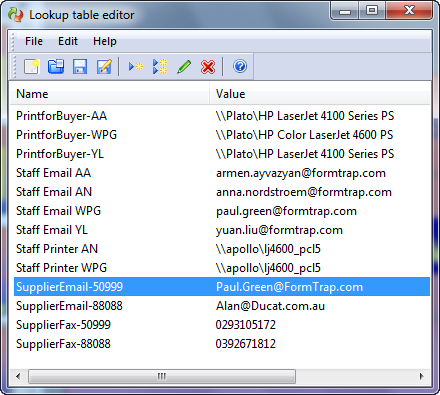 Lookup table editor
File Edit Help
Name Value
PrintforBuyer-AA \\Plato\HP LaserJet 4100 Series PS
PrintforBuyer-WPG \\Plato\HP Color LaserJet 4600 PS
PrintforBuyer-YL \\Plato\HP LaserJet 4100 Series PS
Staff Email AA armen.ayvazyan@formtrap.com
Staff Email AN anna.nordstroem@formtrap.com
Staff Email WPG paul.green@formtrap.com
Staff Email YL yuan.liu@formtrap.com
Staff Printer AN \\apollo\lj4600_pcl5
Staff Printer WPG \\apollo\lj4600_pcl5
SupplierEmail-50999 Paul.Green@FormTrap.com
SupplierEmail-88088 Alan@Ducat.com.au
SupplierFax-50999 0293105172
SupplierFax-88088 0392671812